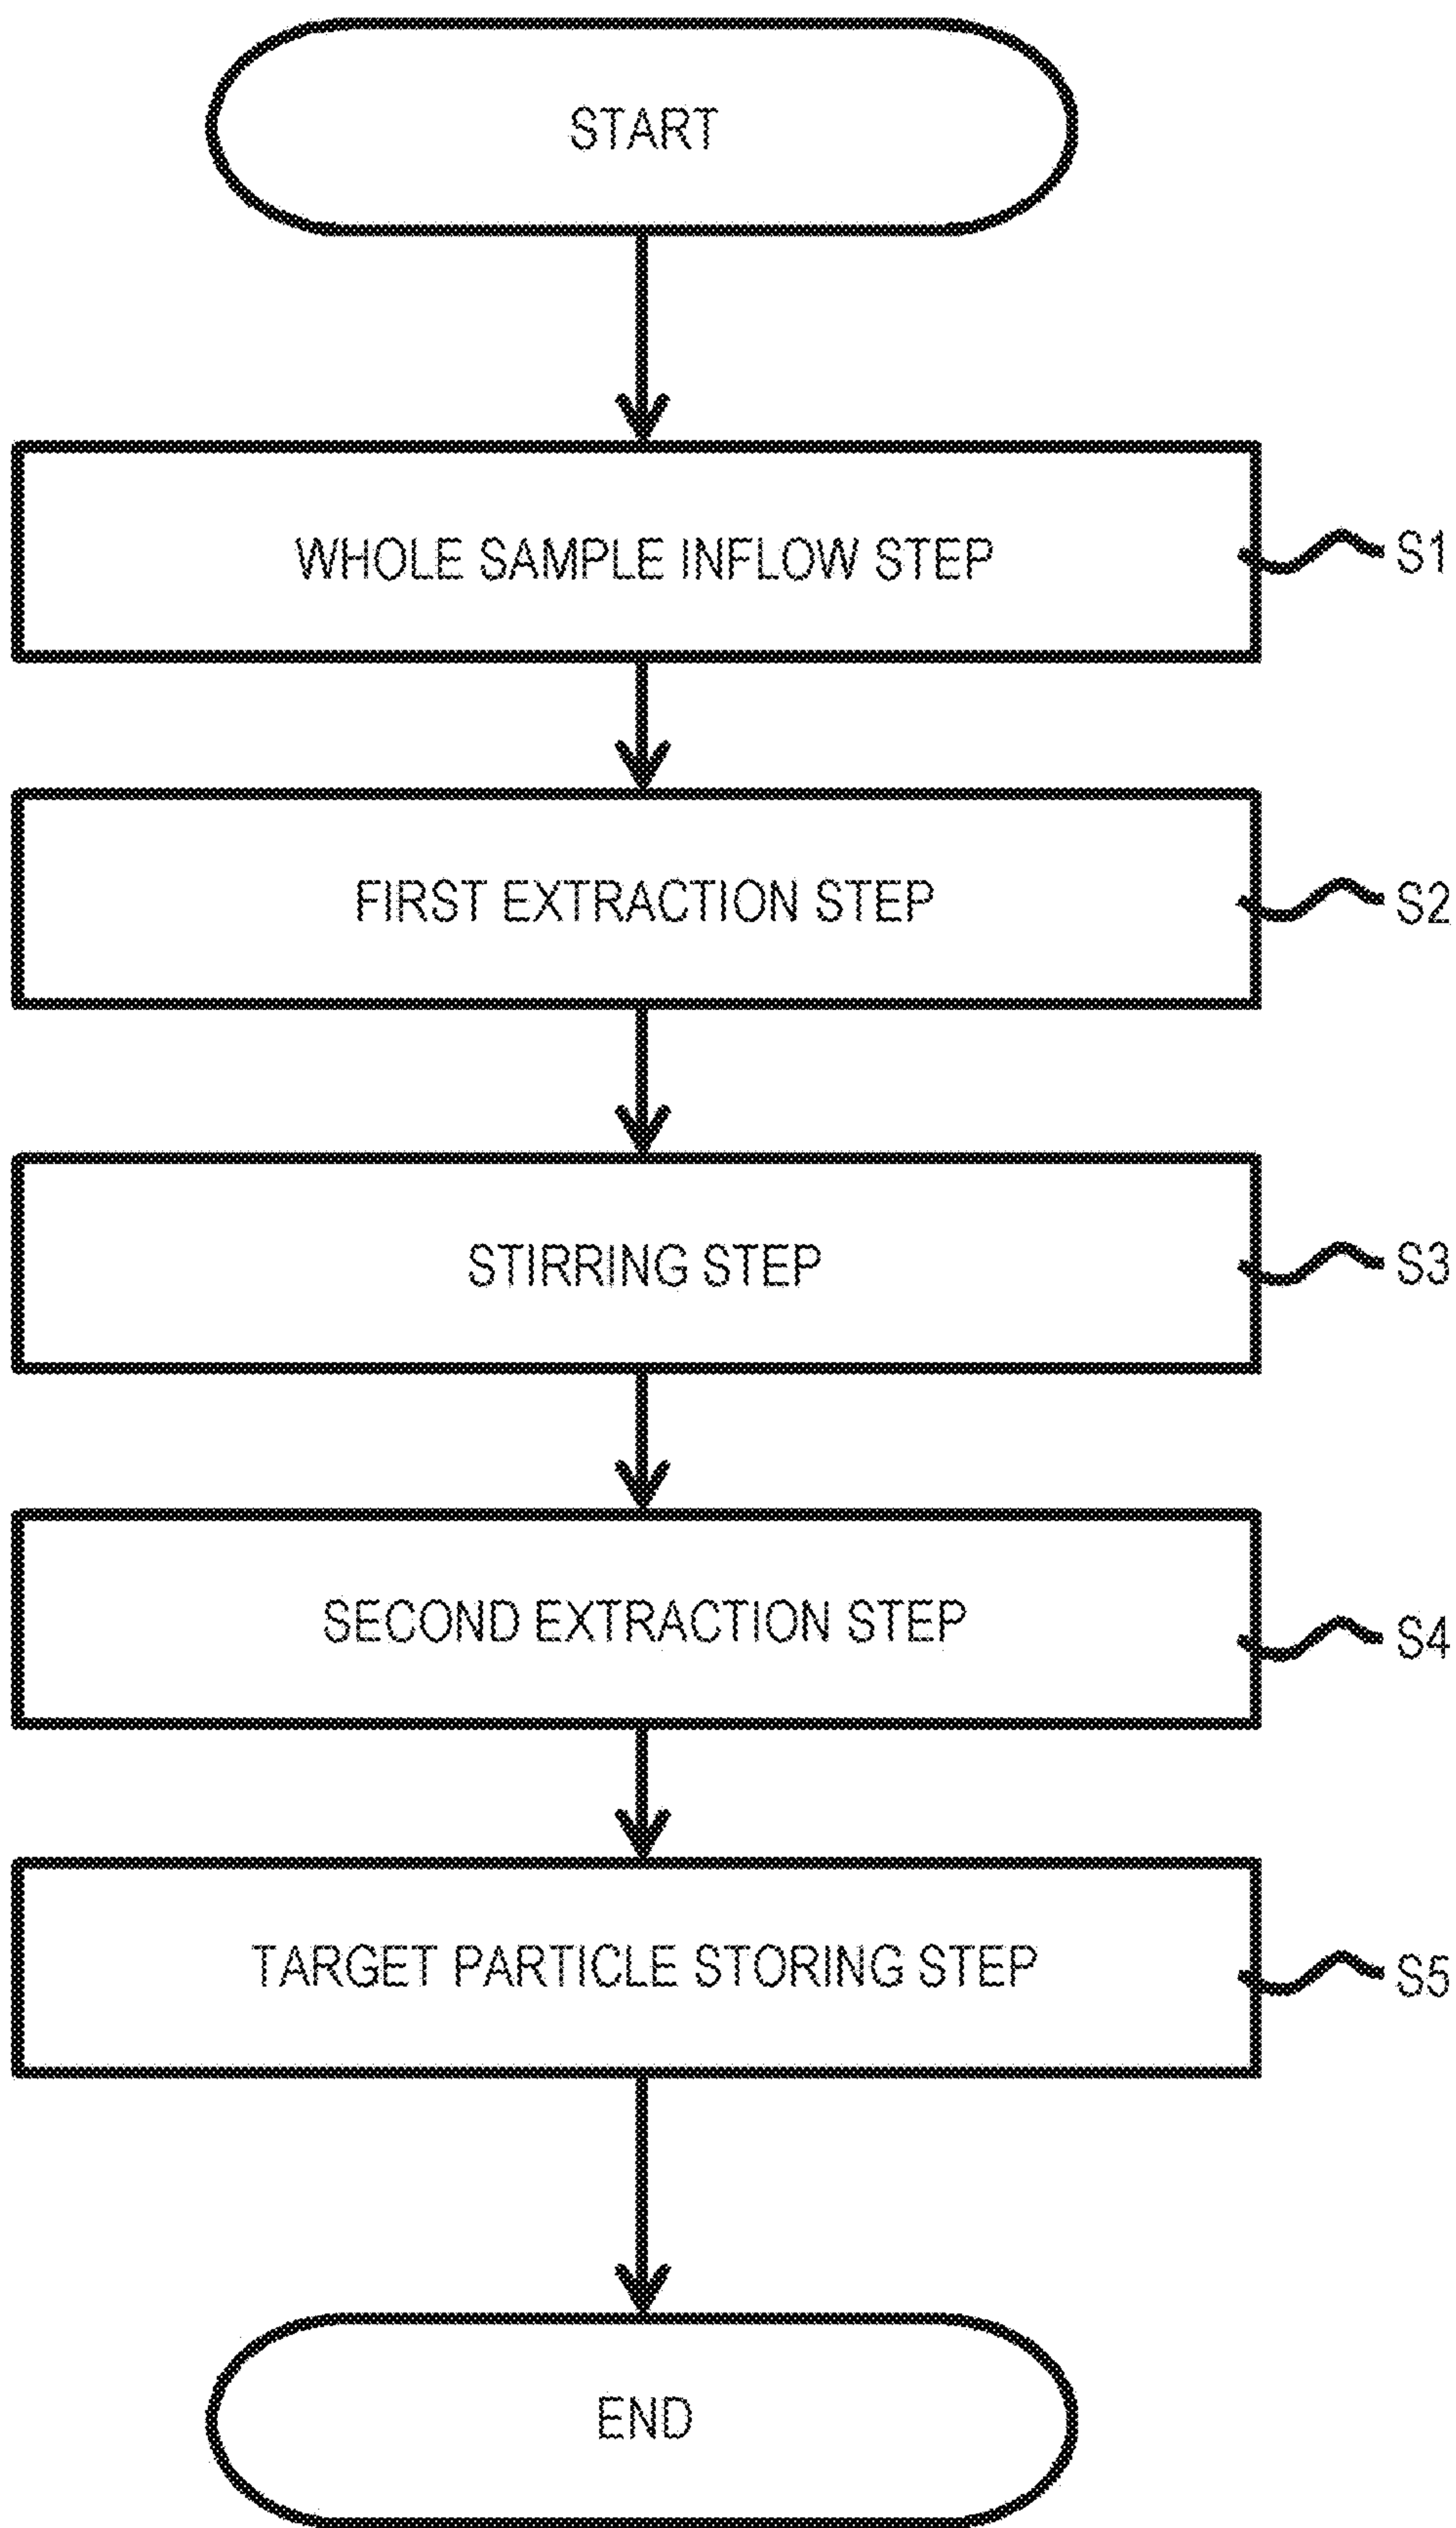 START
WHOLE SAMPLE INFLOW STEP
S1
FIRST EXTRACTION STEP
S2
STIRRING STEP
S3
SECOND EXTRACTION STEP
S4
TARGET PARTICLE STORING STEP
S5
END